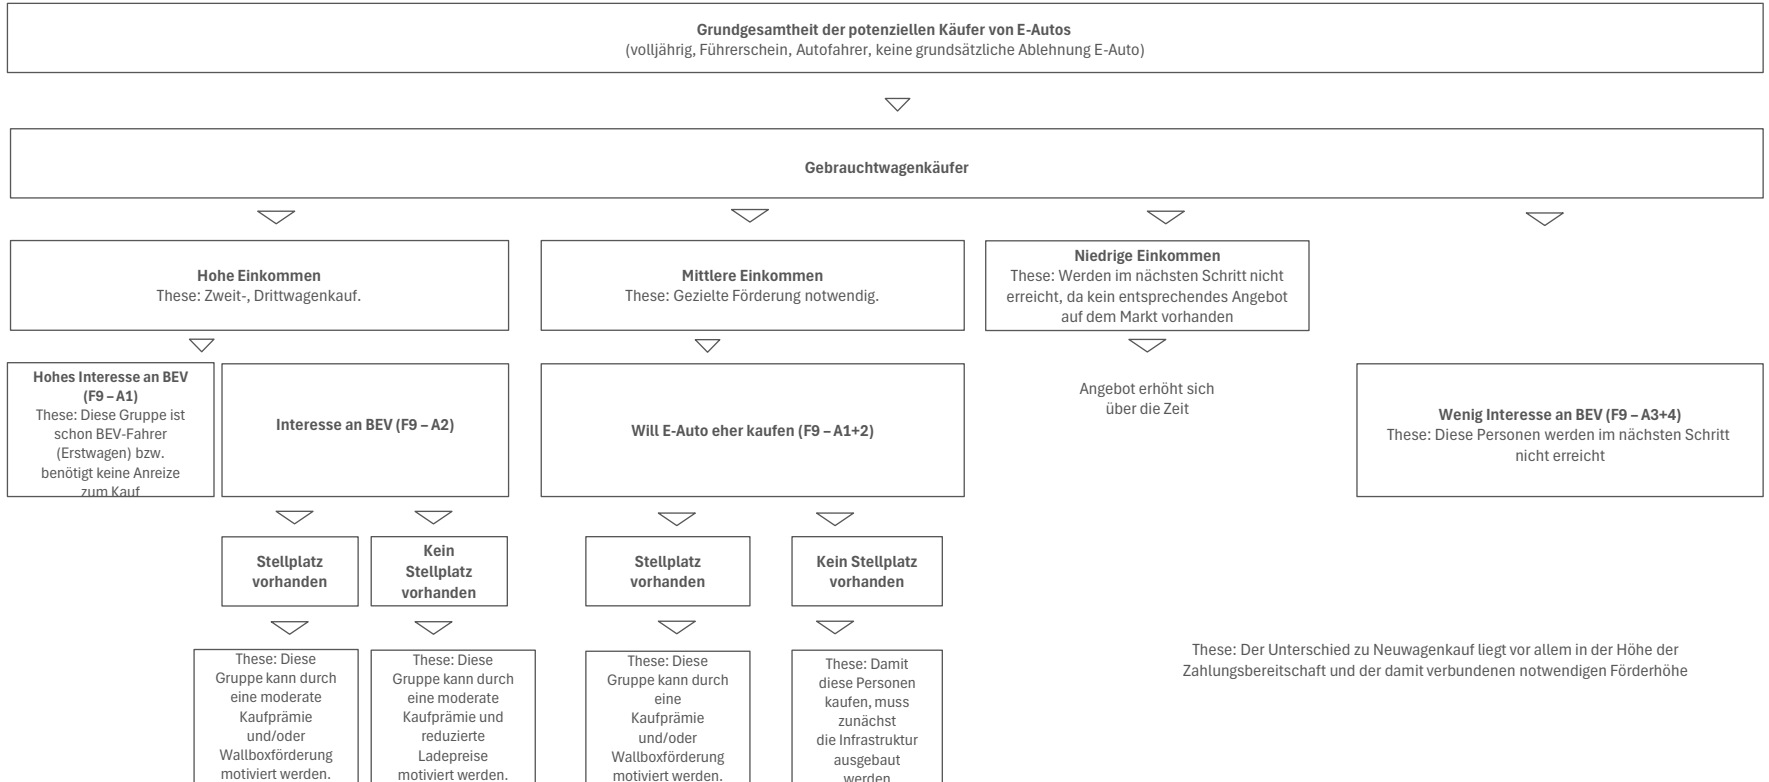 Grundgesamtheit der potenziellen Käufer von E-Autos
(volljährig, Führerschein, Autofahrer, keine grundsätzliche Ablehnung E-Auto)
Gebrauchtwagenkäufer
Hohe Einkommen
These: Zweit-, Drittwagenkauf.
Mittlere Einkommen
These: Gezielte Förderung notwendig.
Niedrige Einkommen
These: Werden im nächsten Schritt nicht
erreicht, da kein entsprechendes Angebot
auf dem Markt vorhanden
Hohes Interesse an BEV
(F9 – A1)
These: Diese Gruppe ist
schon BEV-Fahrer
(Erstwagen) bzw.
benötigt keine Anreize
zum Kauf
Interesse an BEV (F9 – A2)
Will E-Auto eher kaufen (F9 – A1+2)
Angebot erhöht sich
über die Zeit
Wenig Interesse an BEV (F9 – A3+4)
These: Diese Personen werden im nächsten Schritt
nicht erreicht
Stellplatz
vorhanden
Kein
Stellplatz
vorhanden
Stellplatz
vorhanden
Kein Stellplatz
vorhanden
These: Diese
Gruppe kann durch
eine moderate
Kaufprämie
und/oder
Wallboxförderung
motiviert werden.
These: Diese
Gruppe kann durch
eine moderate
Kaufprämie und
reduzierte
Ladepreise
motiviert werden.
These: Diese
Gruppe kann durch
eine
Kaufprämie
und/oder
Wallboxförderung
motiviert werden.
These: Damit
diese Personen
kaufen, muss
zunächst
die Infrastruktur
ausgebaut
werden
These: Der Unterschied zu Neuwagenkauf liegt vor allem in der Höhe der
Zahlungsbereitschaft und der damit verbundenen notwendigen Förderhöhe